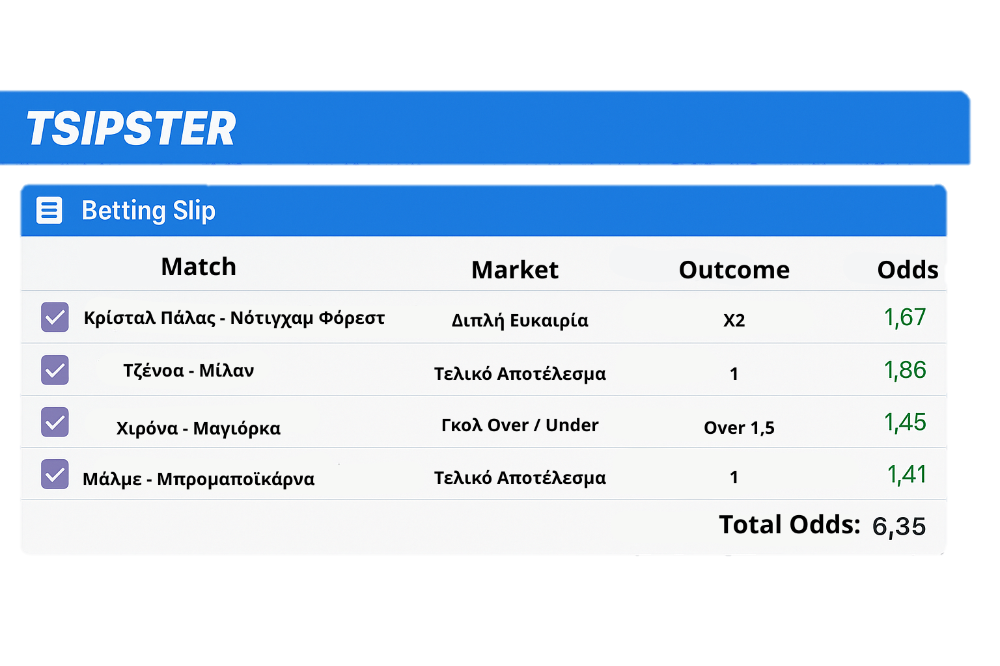 TSIPSTER
Betting Slip
Match Market Outcome Odds
Κρίσταλ Πάλας - Νότιγχαμ Φόρεστ Διπλή Ευκαιρία X2 1,67
Τζένοα - Μίλαν Τελικό Αποτέλεσμα 1 1,86
Χιρόνα - Μαγιόρκα Γκολ Over / Under Over 1,5 1,45
Μάλμε - Μπρομαποϊκάρνα Τελικό Αποτέλεσμα 1 1,41
Total Odds: 6,35